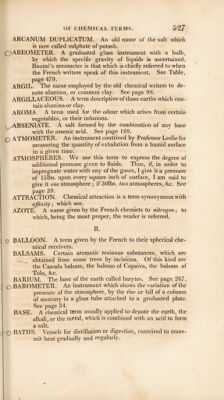 OF CHEMICAL TERMS. 527
ARCANUM DUPLICATUM. An old name of the salt which
is now called sulphate of potash.
AREOMETER. A graduated glass instrument with a bulb,
by which the specific gravity of liquids is ascertained.
Baumé's areometer is that which is chiefly referred to when
the French writers speak of this instrument. See Table,
page 479.
ARGIL. The name employed by the old chemical writers to de-
note alumine, or common clay. See page 98.
ARGILLACEOUS. A term descriptive of those earths which con-
tain alumine or clay.
AROMA. A term used for the odour which arises from certain
vegetables, or their infusions.
ARSENIATE. A salt formed by the combination of any base
with the arsenic acid. See page 199.
ATMOMETER. An instrument contrived by Professor Leslie for
measuring the quantity of exhalation from a humid surface
in a given time.
ATMOSPHERES. We use this term to express the degree of
additional pressure given to fluids. Thus, if, in order to
impregnate water with any of the gases, I give it a pressure
of 15lbs. upon every square inch of surface, I am said to
give it one atmosphere; if 30lbs. two atmospheres, &c. See
page 39.
ATTRACTION. Chemical attraction is a term synonymous with
affinity; which see.
AZOTE. A name given by the French chemists to nitrogen; to
which, being the most proper, the reader is referred.
B.
BALLOON. A term given by the French to their spherical che-
mical receivers.
BALSAMS. Certain aromatic resinous substances, which are
obtained from some trees by incisions. Of this kind are
the Canada balsam, the balsam of Copaiva, the balsam of
Tolu, &c.
BARIUM. The base of the earth called barytes. See page 267.
BAROMETER. An instrument which shows the variation of the
pressure of the atmosphere, by the rise or fall of a column
of mercury in a glass tube attached to a graduated plate.
See page 34.
BASE. A chemical term usually applied to denote the earth, the
alkali, or the metal, which is combined with an acid to form
a salt.
BATHS. Vessels for distillation or digestion, contrived to trans-
mit heat gradually and regularly.